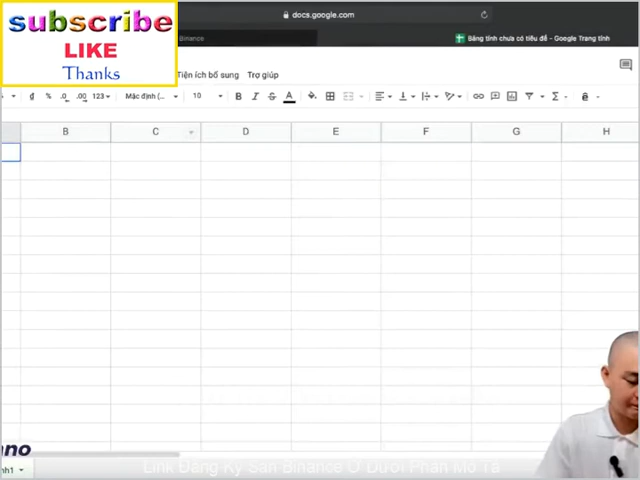 subscribe
LIKE
Thanks
docs.google.com
Binance
Bảng tính chưa có tiêu đề - Google Trang tính
Tiện ích bổ sung Trợ giúp
₫ % .0 .00 123 Mặc định (... 10 B I S A
B C D E F G H
Link Đăng Ký Sàn Binance Ở Dưới Phần Mô Tả